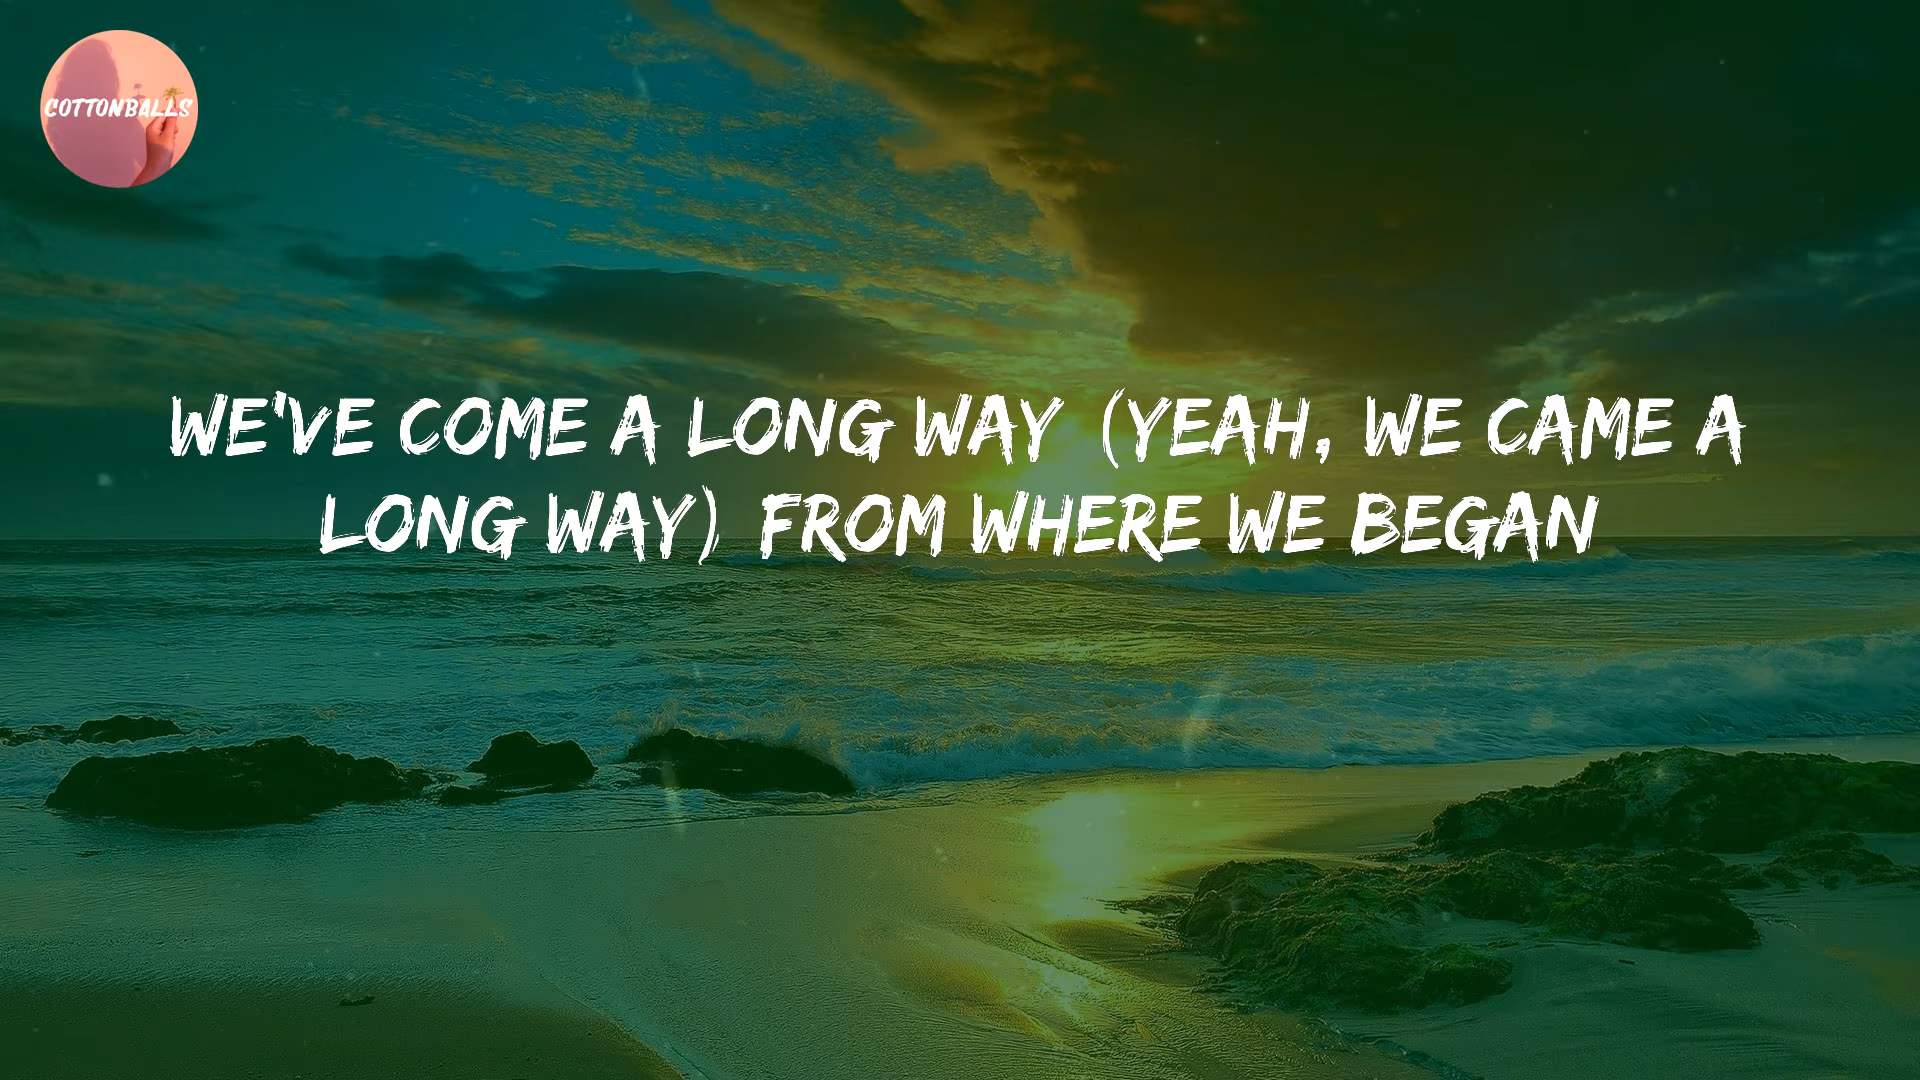 COTTONBALLS
WE'VE COME A LONG WAY (YEAH, WE CAME A
LONG WAY) FROM WHERE WE BEGAN